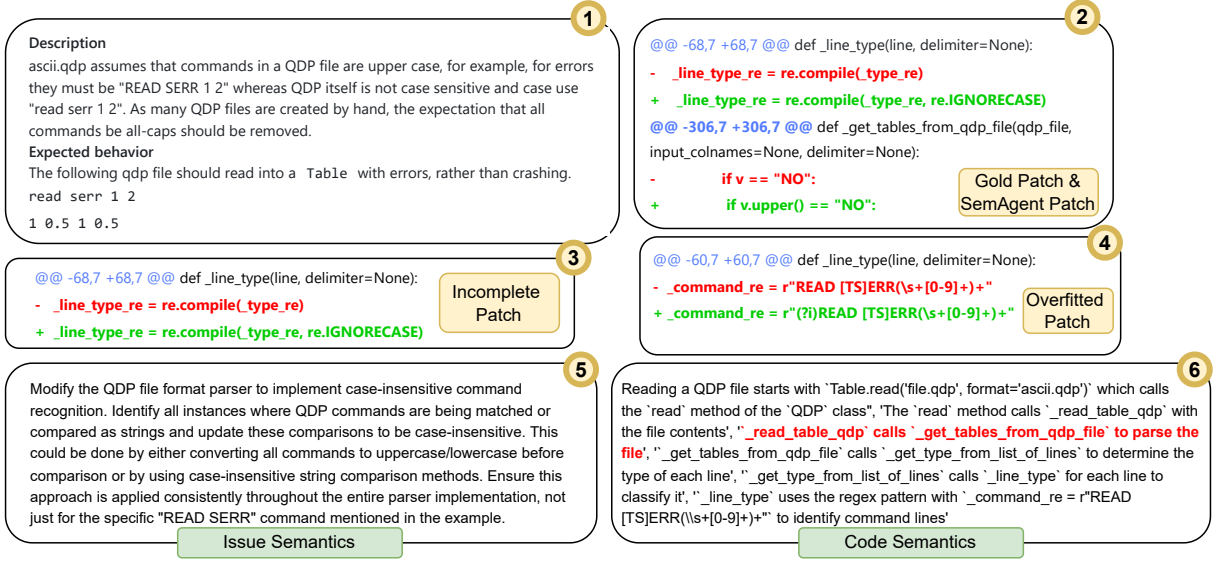 1
Description
ascii.qdp assumes that commands in a QDP file are upper case, for example, for errors
they must be "READ SERR 1 2" whereas QDP itself is not case sensitive and case use
"read serr 1 2". As many QDP files are created by hand, the expectation that all
commands be all-caps should be removed.
Expected behavior
The following qdp file should read into a Table with errors, rather than crashing.
read serr 1 2
1 0.5 1 0.5
2
@@ -68,7 +68,7 @@ def _line_type(line, delimiter=None):
- _line_type_re = re.compile(_type_re)
+ _line_type_re = re.compile(_type_re, re.IGNORECASE)
@@ -306,7 +306,7 @@ def _get_tables_from_qdp_file(qdp_file,
input_colnames=None, delimiter=None):
- if v == "NO":
+ if v.upper() == "NO":
Gold Patch &
SemAgent Patch
3
@@ -68,7 +68,7 @@ def _line_type(line, delimiter=None):
- _line_type_re = re.compile(_type_re)
+ _line_type_re = re.compile(_type_re, re.IGNORECASE)
Incomplete
Patch
4
@@ -60,7 +60,7 @@ def _line_type(line, delimiter=None):
- _command_re = r"READ [TS]ERR(\s+[0-9]+)+"
+ _command_re = r"(?i)READ [TS]ERR(\s+[0-9]+)+"
Overfitted
Patch
5
Modify the QDP file format parser to implement case-insensitive command
recognition. Identify all instances where QDP commands are being matched or
compared as strings and update these comparisons to be case-insensitive. This
could be done by either converting all commands to uppercase/lowercase before
comparison or by using case-insensitive string comparison methods. Ensure this
approach is applied consistently throughout the entire parser implementation, not
just for the specific "READ SERR" command mentioned in the example.
Issue Semantics
6
Reading a QDP file starts with `Table.read('file.qdp', format='ascii.qdp')` which calls
the `read` method of the `QDP` class", 'The `read` method calls `_read_table_qdp` with
the file contents', '`_read_table_qdp` calls `_get_tables_from_qdp_file` to parse the
file', '`_get_tables_from_qdp_file` calls `_get_type_from_list_of_lines` to determine the
type of each line', '`_get_type_from_list_of_lines` calls `_line_type` for each line to
classify it', '`_line_type` uses the regex pattern with `_command_re = r"READ
[TS]ERR(\\s+[0-9]+)+"` to identify command lines'
Code Semantics